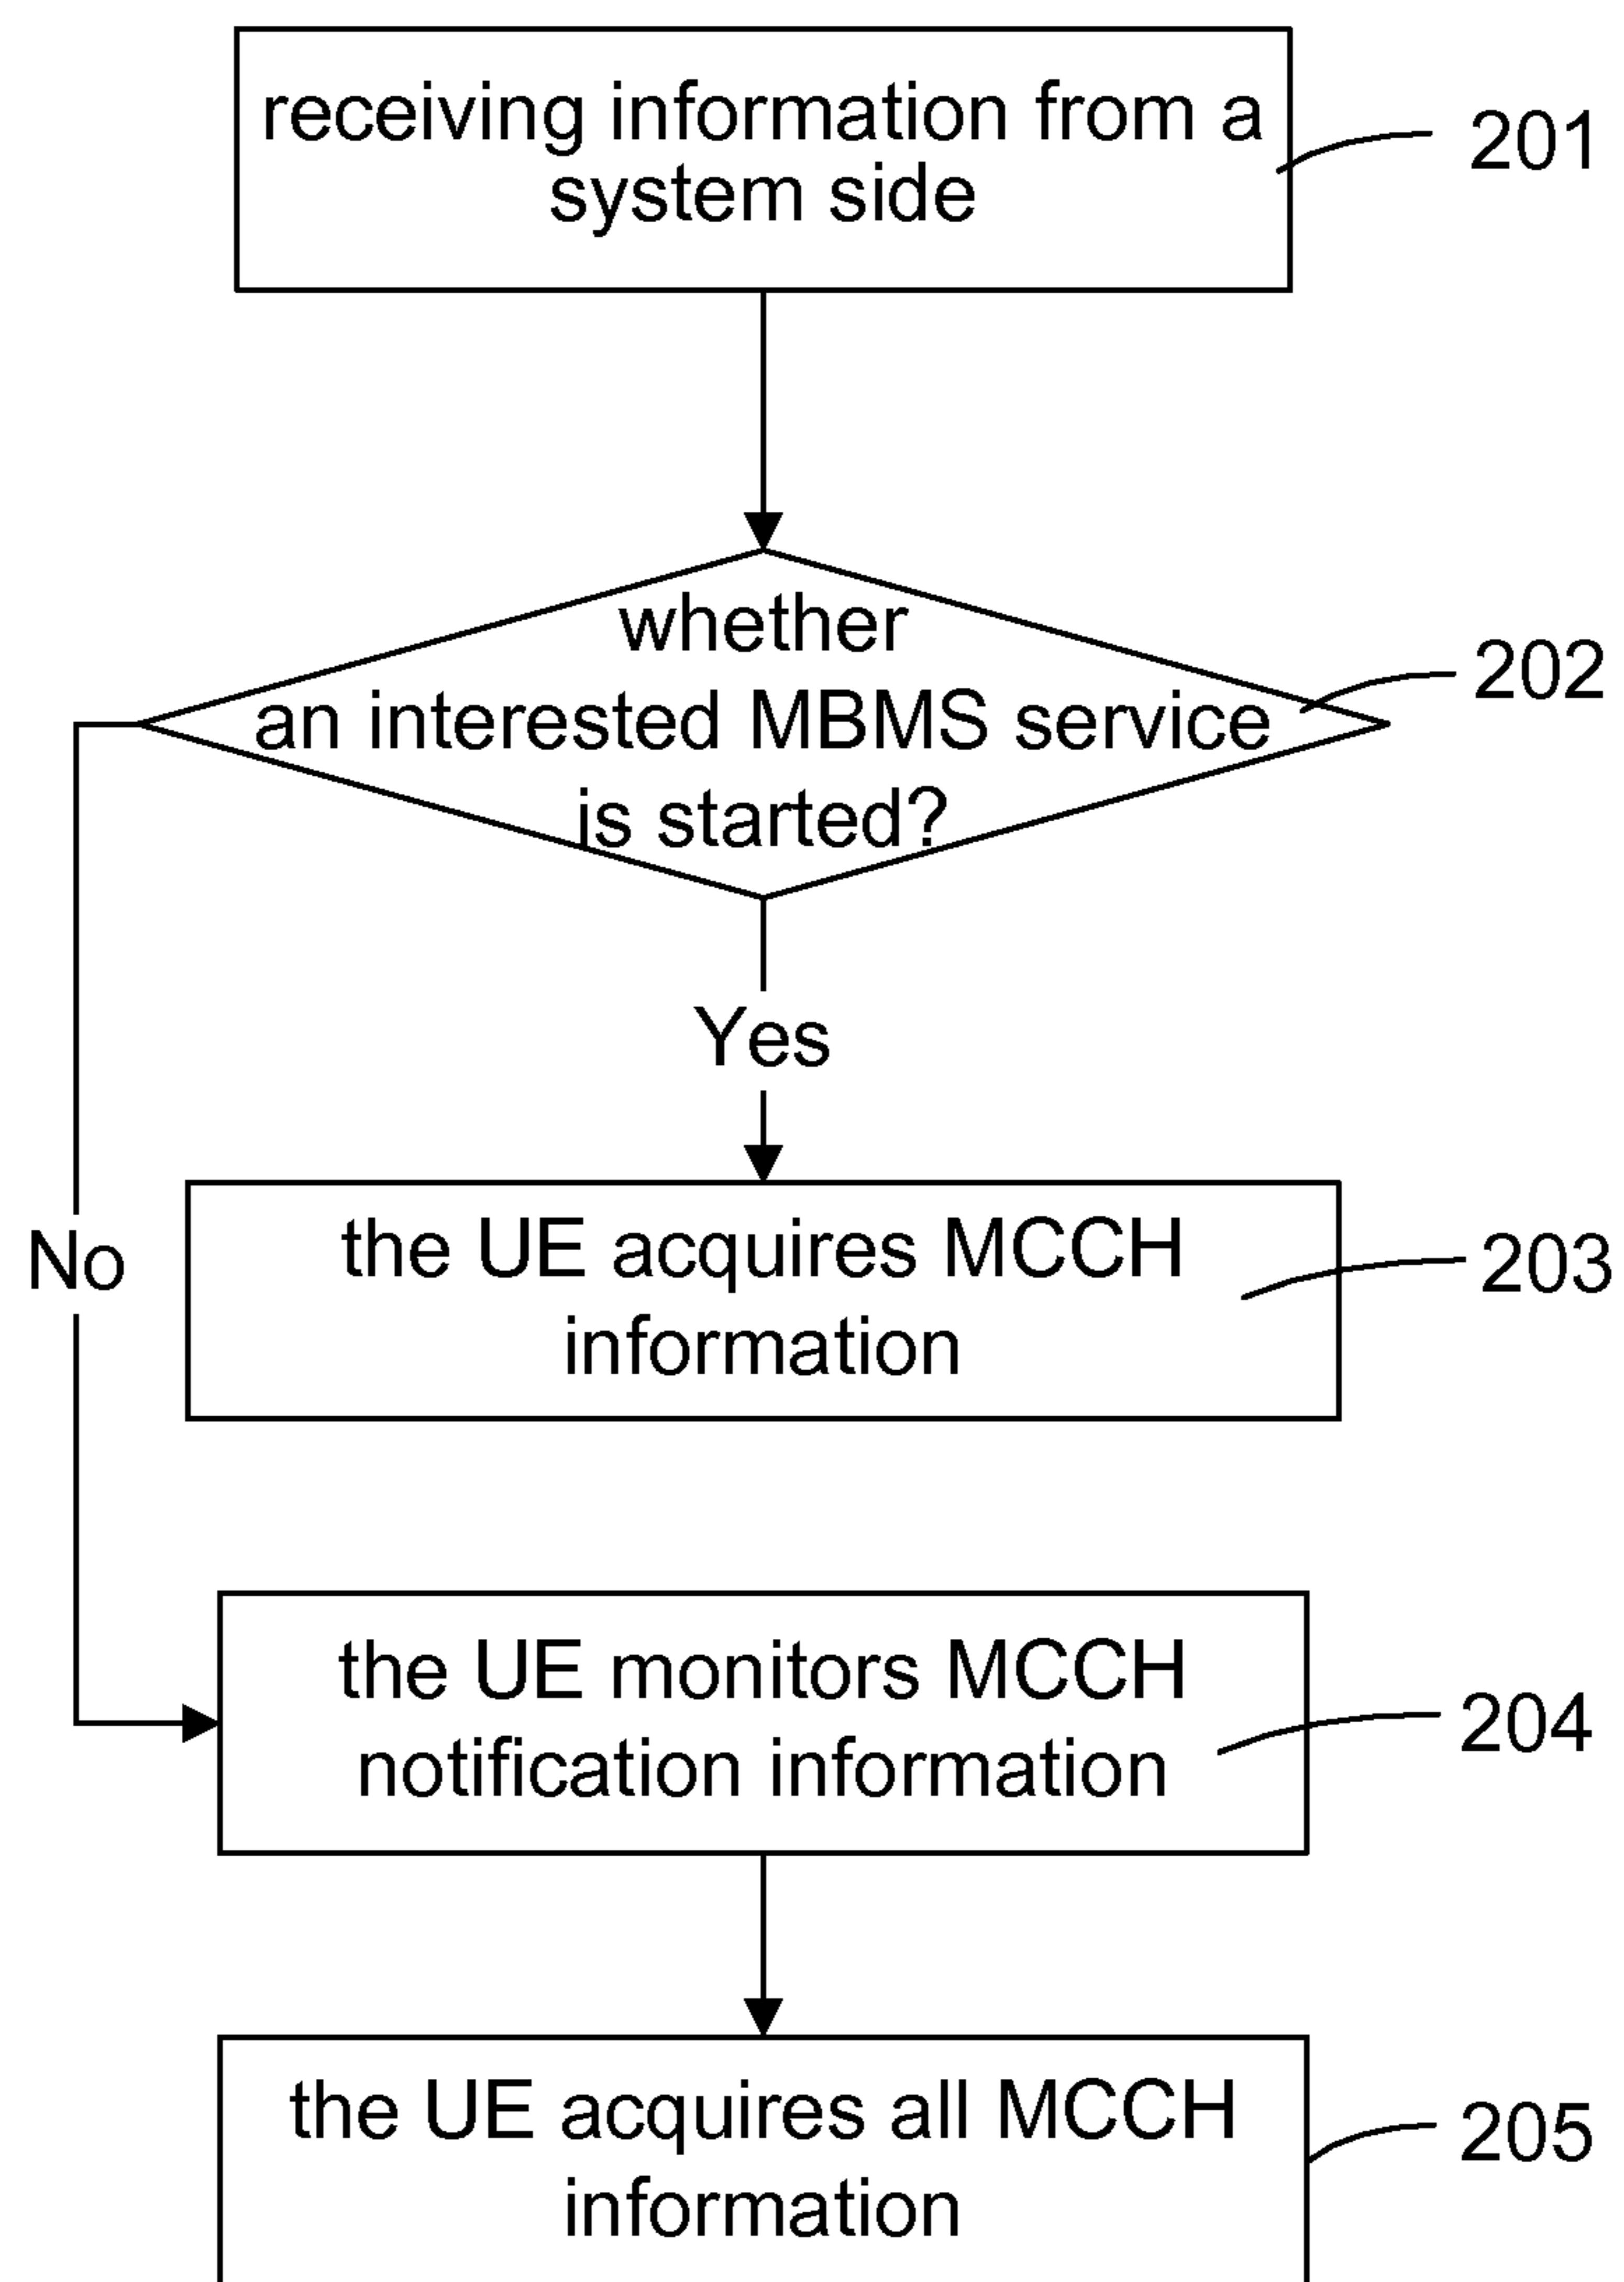 receiving information from a
system side
201
whether
an interested MBMS service
is started?
202
Yes
No
the UE acquires MCCH
information
203
the UE monitors MCCH
notification information
204
the UE acquires all MCCH
information
205